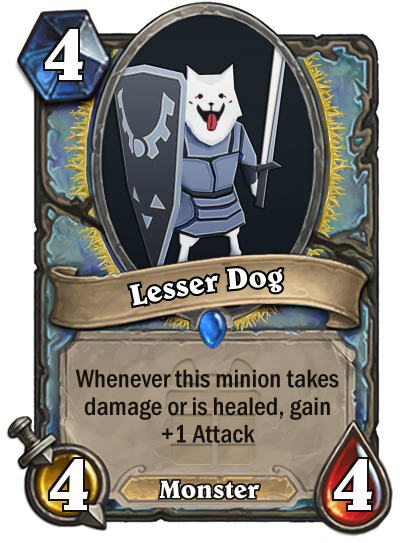 4
Lesser Dog
Whenever this minion takes
damage or is healed, gain
+1 Attack
4
Monster
4